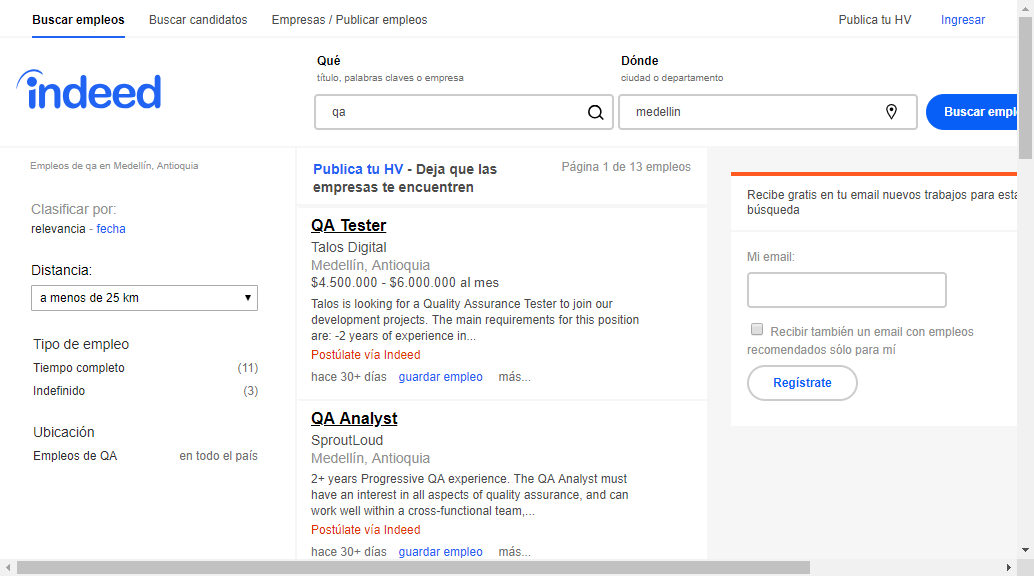 Buscar empleos Buscar candidatos Empresas / Publicar empleos Publica tu HV Ingresar
indeed
Qué
título, palabras claves o empresa
qa
Dónde
ciudad o departamento
medellin
Buscar empl
Empleos de qa en Medellín, Antioquia
Clasificar por:
relevancia - fecha
Distancia:
a menos de 25 km
Tipo de empleo
Tiempo completo (11)
Indefinido (3)
Ubicación
Empleos de QA en todo el país
Publica tu HV - Deja que las
empresas te encuentren
Página 1 de 13 empleos
QA Tester
Talos Digital
Medellín, Antioquia
$4.500.000 - $6.000.000 al mes
Talos is looking for a Quality Assurance Tester to join our
development projects. The main requirements for this position
are: -2 years of experience in...
Postúlate vía Indeed
hace 30+ días guardar empleo más...
QA Analyst
SproutLoud
Medellín, Antioquia
2+ years Progressive QA experience. The QA Analyst must
have an interest in all aspects of quality assurance, and can
work well within a cross-functional team,...
Postúlate vía Indeed
hace 30+ días guardar empleo más...
Recibe gratis en tu email nuevos trabajos para esta
búsqueda
Mi email:
Recibir también un email con empleos
recomendados sólo para mí
Regístrate